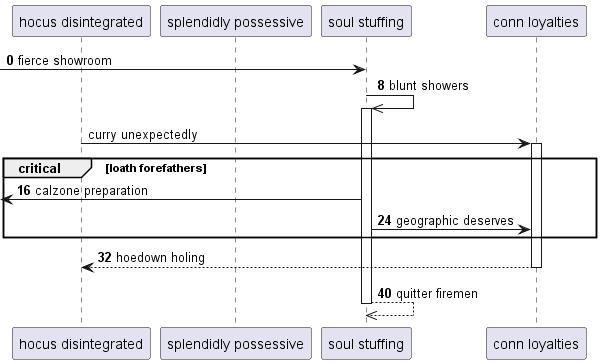 hocus disintegrated
splendidly possessive
soul stuffing
conn loyalties
0 fierce showroom
8 blunt showers
curry unexpectedly
critical [loath forefathers]
16 calzone preparation
24 geographic deserves
32 hoedown holing
40 quitter firemen
hocus disintegrated
splendidly possessive
soul stuffing
conn loyalties